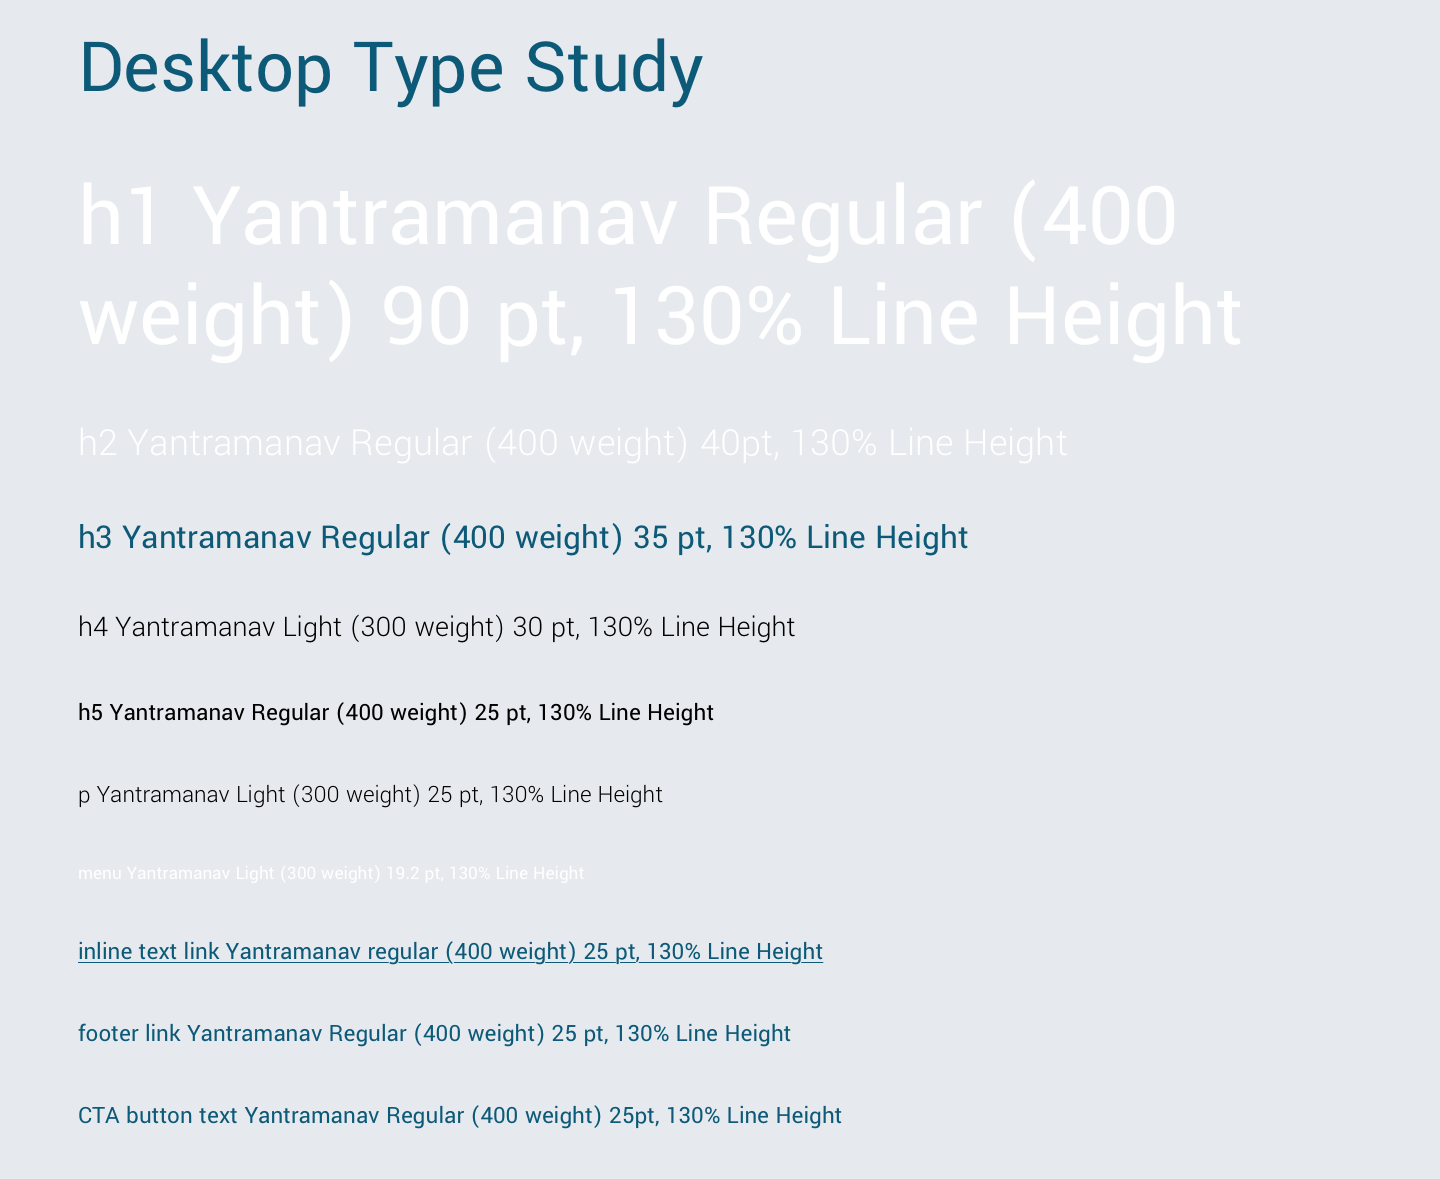 Desktop Type Study
h1 Yantramanav Regular (400
weight) 90 pt, 130% Line Height
h2 Yantramanav Regular (400 weight) 40pt, 130% Line Height
h3 Yantramanav Regular (400 weight) 35 pt, 130% Line Height
h4 Yantramanav Light (300 weight) 30 pt, 130% Line Height
h5 Yantramanav Regular (400 weight) 25 pt, 130% Line Height
p Yantramanav Light (300 weight) 25 pt, 130% Line Height
menu Yantramanav Light (300 weight) 19.2 pt, 130% Line Height
inline text link Yantramanav regular (400 weight) 25 pt, 130% Line Height
footer link Yantramanav Regular (400 weight) 25 pt, 130% Line Height
CTA button text Yantramanav Regular (400 weight) 25pt, 130% Line Height